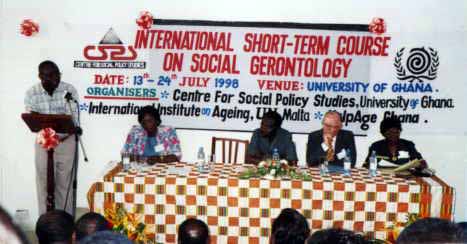 CSPS
CENTRE FOR SOCIAL POLICY STUDIES
INTERNATIONAL SHORT-TERM COURSE
ON SOCIAL GERONTOLOGY
DATE: 13th - 24th JULY 1998 VENUE: UNIVERSITY OF GHANA.
ORGANISERS * Centre For Social Policy Studies, University of Ghana.
* International Institute on Ageing, U.N. Malta * HelpAge Ghana